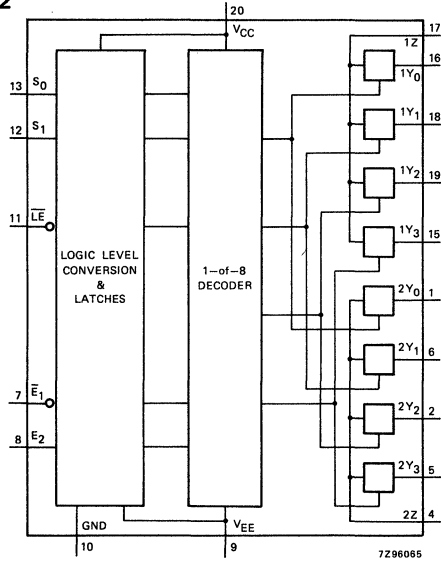 2
20
VCC
17
1Z
16
1Y0
13 S0
12 S1
1Y1 18
1Y2 19
11 LE
1Y3 15
LOGIC LEVEL
CONVERSION
&
LATCHES
1-of-8
DECODER
2Y0 1
2Y1 6
7 E1
2Y2 2
8 E2
2Y3 5
GND
VEE
2Z 4
10
9
7Z96065